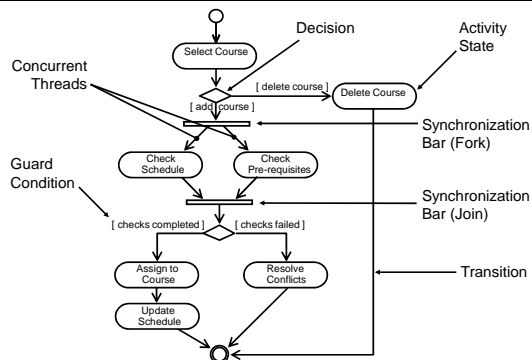 Decision
Activity
State
Select Course
Concurrent
Threads
[ delete course ]
Delete Course
[ add course ]
Synchronization
Bar (Fork)
Check
Schedule
Check
Pre-requisites
Guard
Condition
Synchronization
Bar (Join)
[ checks completed ]
[ checks failed ]
Assign to
Course
Resolve
Conflicts
Transition
Update
Schedule